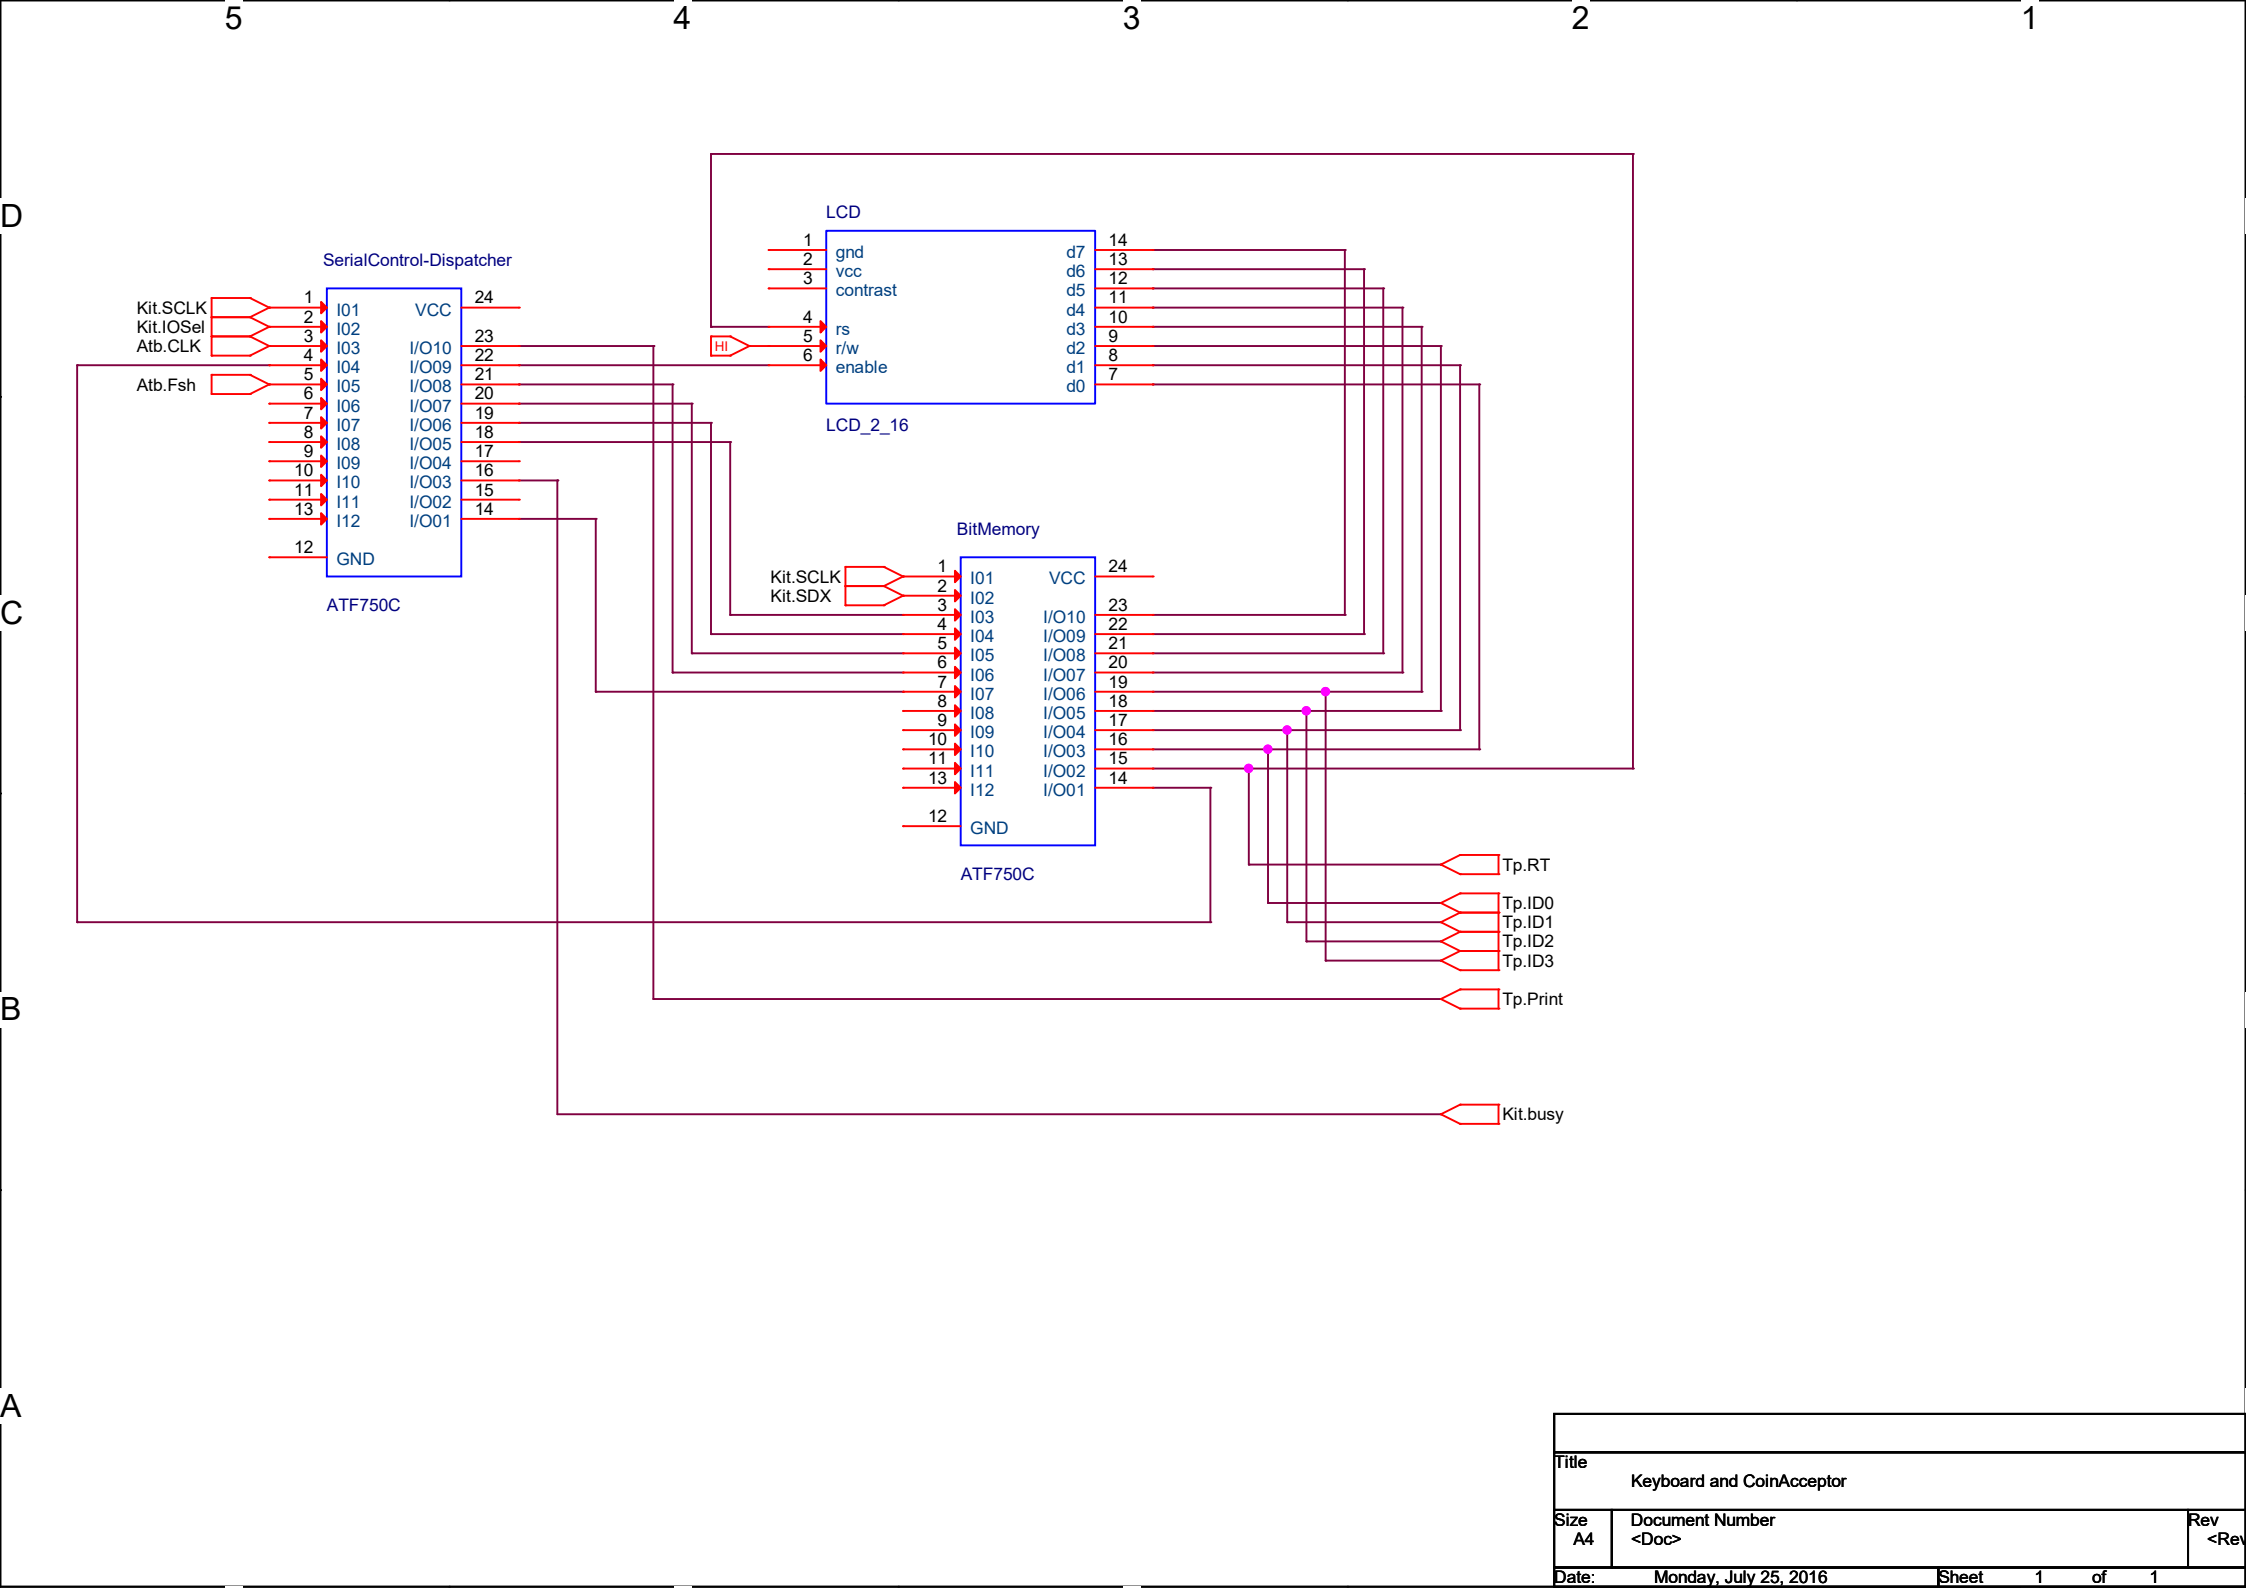 5 4 3 2 1
D
C
B
A
SerialControl-Dispatcher
Kit.SCLK 1 I01 VCC 24
Kit.IOSel 2 I02
Atb.CLK 3 I03 I/O10 23
4 I04 I/O09 22
Atb.Fsh 5 I05 I/O08 21
6 I06 I/O07 20
7 I07 I/O06 19
8 I08 I/O05 18
9 I09 I/O04 17
10 I10 I/O03 16
11 I11 I/O02 15
13 I12 I/O01 14
12 GND
ATF750C
LCD
1 gnd d7 14
2 vcc d6 13
3 contrast d5 12
d4 11
4 rs d3 10
HI 5 r/w d2 9
6 enable d1 8
d0 7
LCD_2_16
BitMemory
Kit.SCLK 1 I01 VCC 24
Kit.SDX 2 I02
3 I03 I/O10 23
4 I04 I/O09 22
5 I05 I/O08 21
6 I06 I/O07 20
7 I07 I/O06 19
8 I08 I/O05 18
9 I09 I/O04 17
10 I10 I/O03 16
11 I11 I/O02 15
13 I12 I/O01 14
12 GND
ATF750C
Tp.RT
Tp.ID0
Tp.ID1
Tp.ID2
Tp.ID3
Tp.Print
Kit.busy
Title
Keyboard and CoinAcceptor
Size Document Number Rev
A4 <Doc> <Rev
Date: Monday, July 25, 2016 Sheet 1 of 1